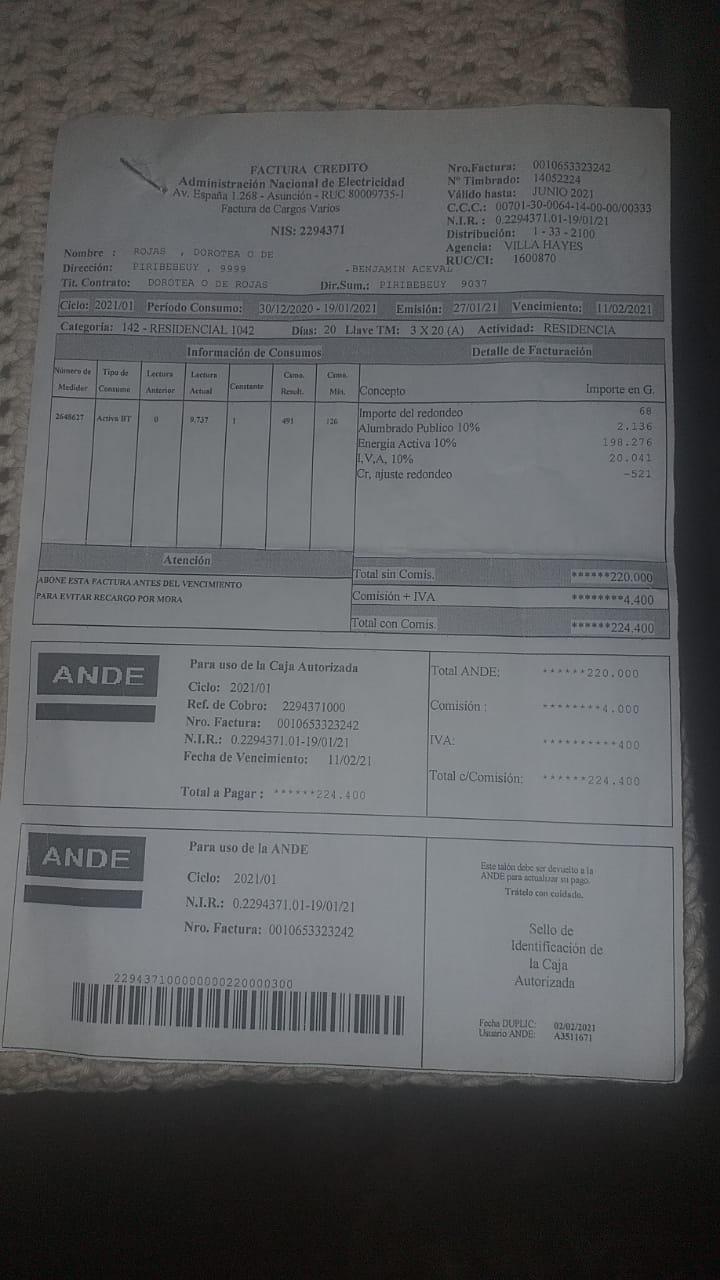 FACTURA CREDITO
Administración Nacional de Electricidad
Av. España 1.268 - Asunción - RUC 80009735-1
Factura de Cargos Varios
NIS: 2294371
Nro.Factura: 0010653323242
Nº Timbrado: 14052224
Válido hasta: JUNIO 2021
C.C.C.: 00701-30-0064-14-00-00/00333
N.I.R. : 0.2294371.01-19/01/21
Distribución: 1 - 33 - 2100
Agencia: VILLA HAYES
RUC/CI: 1600870
Nombre : ROJAS , DOROTEA O DE
Dirección: PIRIBEBEUY , 9999 - BENJAMIN ACEVAL
Tit. Contrato: DOROTEA O DE ROJAS Dir.Sum.: PIRIBEBEUY 9037
Ciclo: 2021/01 Período Consumo: 30/12/2020 - 19/01/2021 Emisión: 27/01/21 Vencimiento: 11/02/2021
Categoría: 142 - RESIDENCIAL 1042 Días: 20 Llave TM: 3 X 20 (A) Actividad: RESIDENCIA
Información de Consumos
Número de Medidor Tipo de Consumo Lectura Anterior Lectura Actual Constante Csmo. Result. Csmo. Mín.
2648627 Activa BT 0 9,737 1 491 126
Detalle de Facturación
Concepto Importe en G.
Importe del redondeo 68
Alumbrado Publico 10% 2.136
Energía Activa 10% 198.276
I,V,A, 10% 20.041
Cr, ajuste redondeo -521
Atención
ABONE ESTA FACTURA ANTES DEL VENCIMIENTO
PARA EVITAR RECARGO POR MORA
Total sin Comis. ******220.000
Comisión + IVA ********4.400
Total con Comis. ******224.400
ANDE
Para uso de la Caja Autorizada
Ciclo: 2021/01
Ref. de Cobro: 2294371000
Nro. Factura: 0010653323242
N.I.R.: 0.2294371.01-19/01/21
Fecha de Vencimiento: 11/02/21
Total a Pagar : ******224.400
Total ANDE: ******220.000
Comisión : ********4.000
IVA: **********400
Total c/Comisión: ******224.400
ANDE
Para uso de la ANDE
Ciclo: 2021/01
N.I.R.: 0.2294371.01-19/01/21
Nro. Factura: 0010653323242
229437100000000220000300
Este talón debe ser devuelto a la
ANDE para actualizar su pago.
Trátelo con cuidado.
Sello de
Identificación de
la Caja
Autorizada
Fecha DUPLIC: 02/02/2021
Usuario ANDE: A3511671